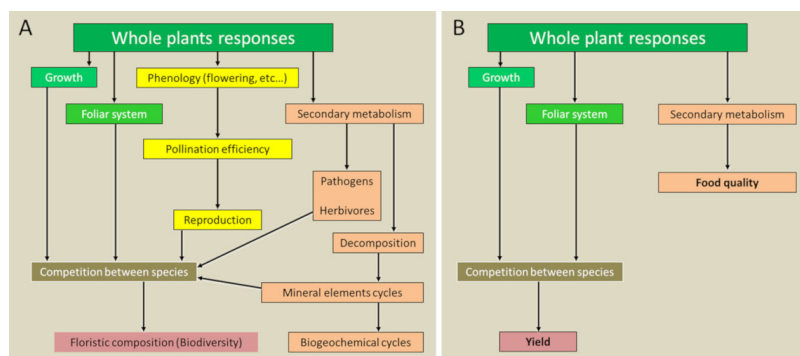 A
Whole plants responses
Growth
Phenology (flowering, etc...)
Foliar system
Secondary metabolism
Pollination efficiency
Pathogens
Herbivores
Reproduction
Decomposition
Competition between species
Mineral elements cycles
Floristic composition (Biodiversity)
Biogeochemical cycles
B
Whole plant responses
Growth
Foliar system
Secondary metabolism
Food quality
Competition between species
Yield